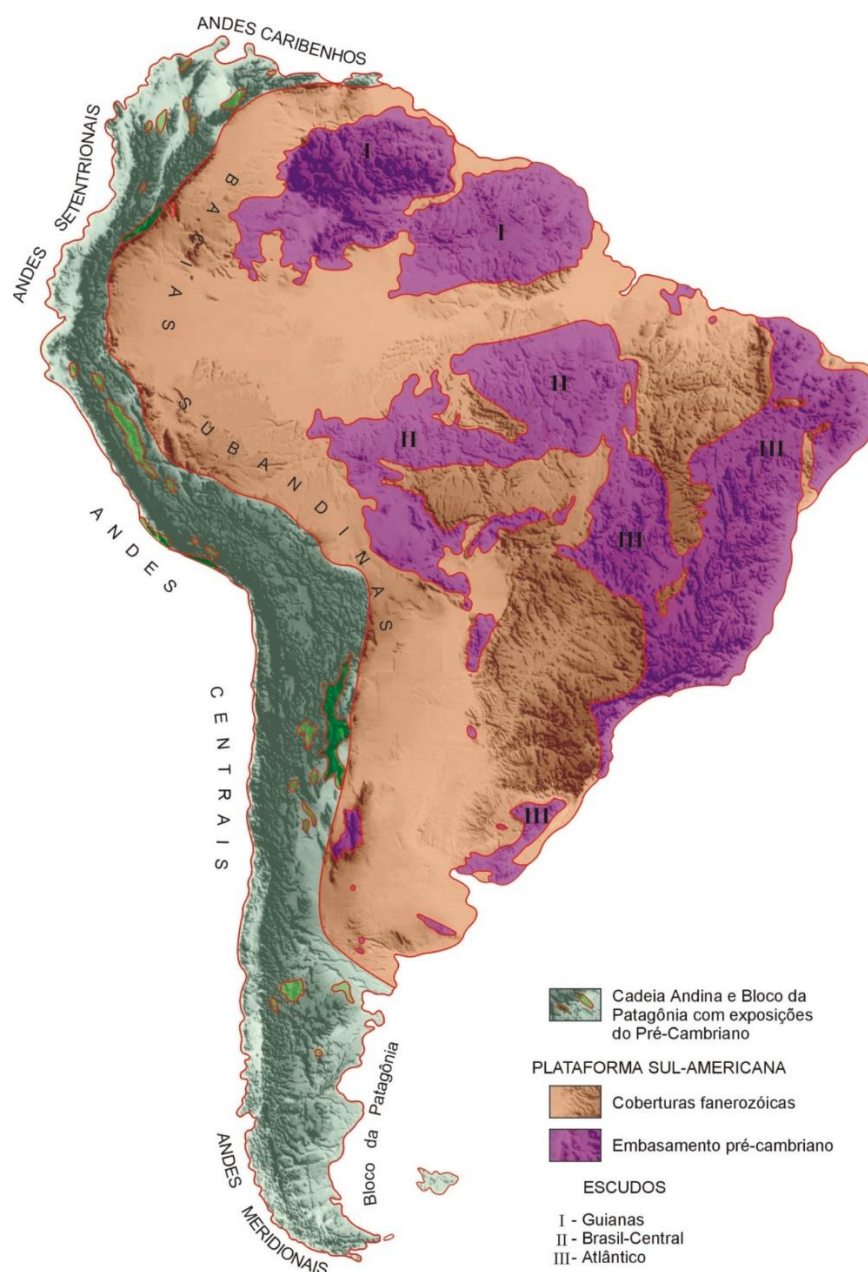 ANDES CARIBENHOS
ANDES SETENTRIONAIS
BACIAS SUBANDINAS
I
I
II
II
III
III
III
ANDES CENTRAIS
Bloco da Patagônia
ANDES MERIDIONAIS
Cadeia Andina e Bloco da
Patagônia com exposições
do Pré-Cambriano
PLATAFORMA SUL-AMERICANA
Coberturas fanerozóicas
Embasamento pré-cambriano
ESCUDOS
I - Guianas
II - Brasil-Central
III - Atlântico